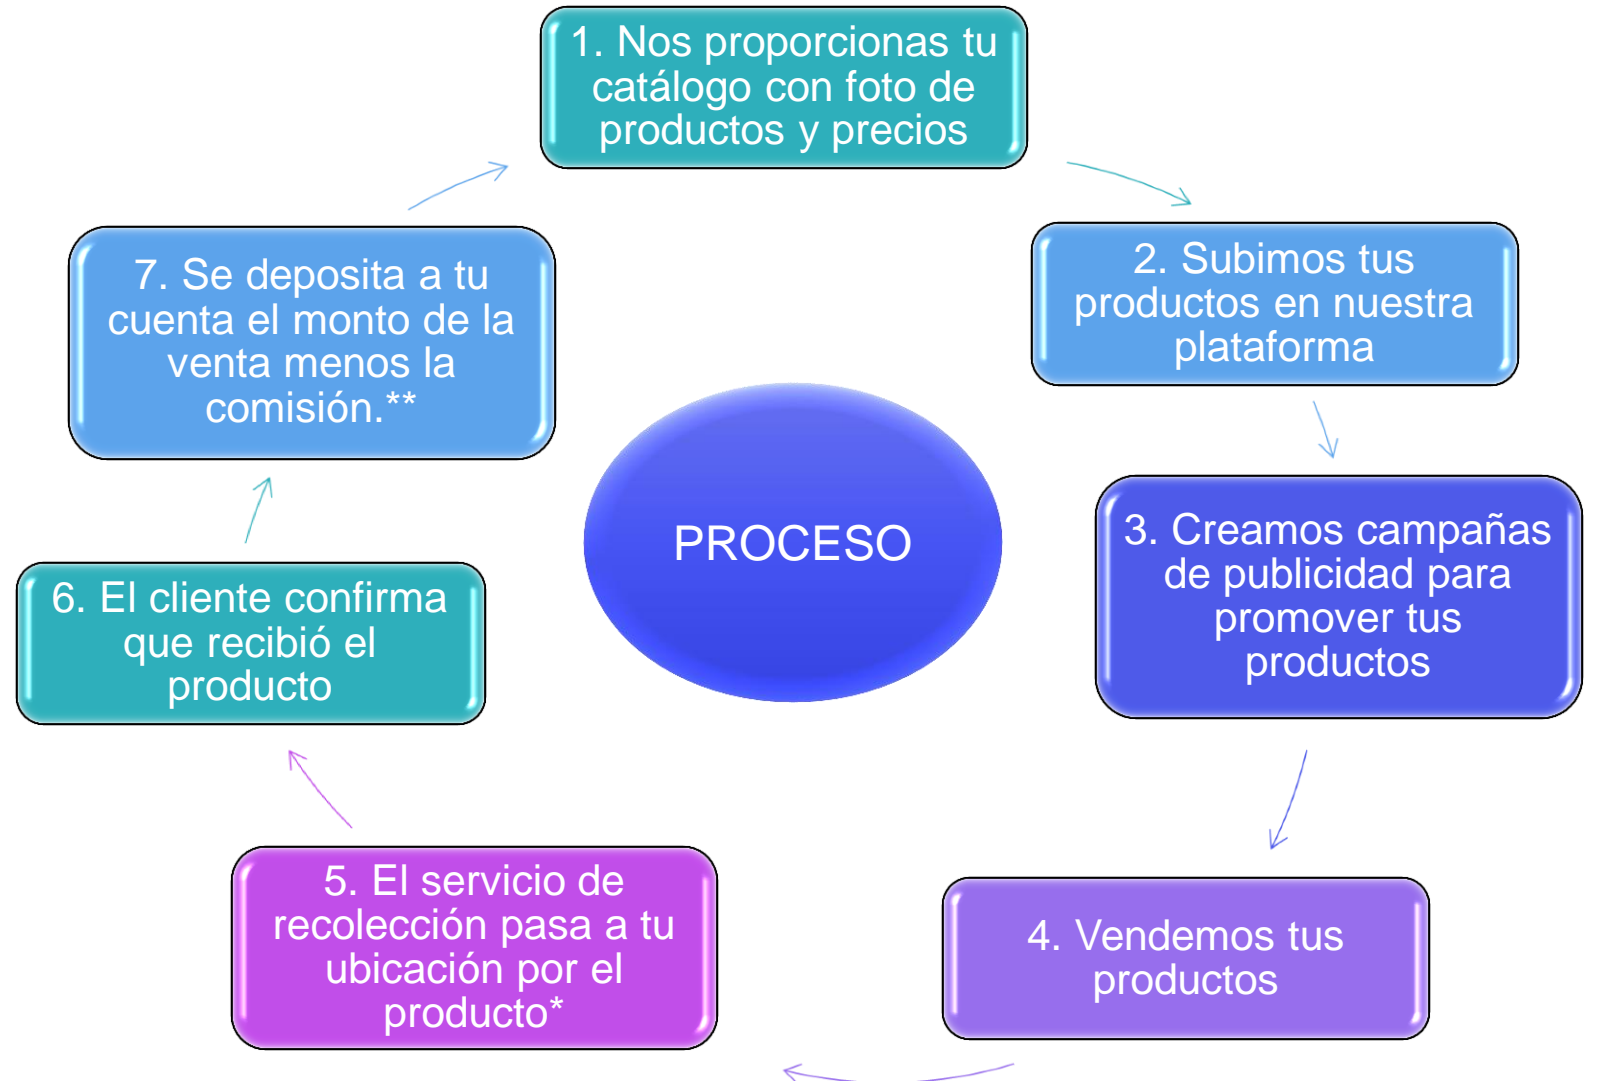 1. Nos proporcionas tu
catálogo con foto de
productos y precios
2. Subimos tus
productos en nuestra
plataforma
3. Creamos campañas
de publicidad para
promover tus
productos
4. Vendemos tus
productos
5. El servicio de
recolección pasa a tu
ubicación por el
producto*
6. El cliente confirma
que recibió el
producto
7. Se deposita a tu
cuenta el monto de la
venta menos la
comisión.**
PROCESO